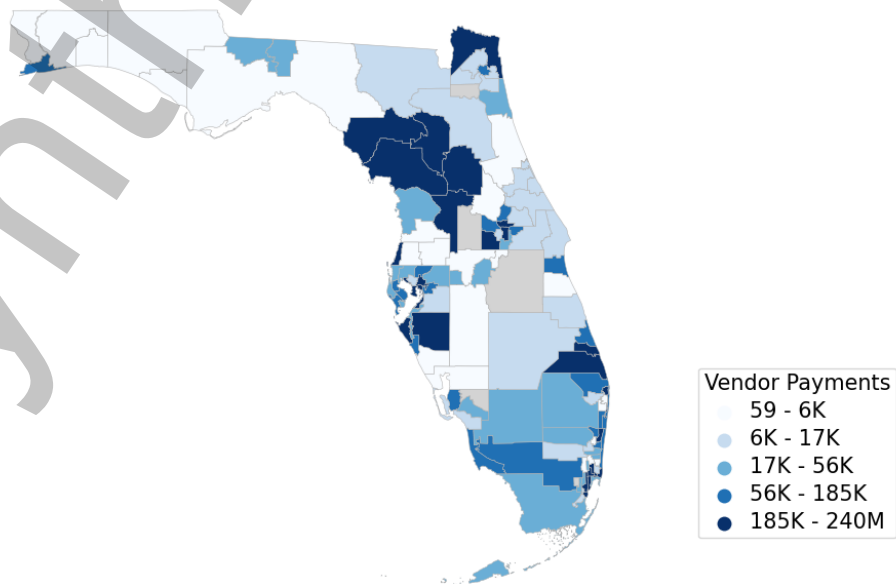 Vendor Payments
59 - 6K
6K - 17K
17K - 56K
56K - 185K
185K - 240M